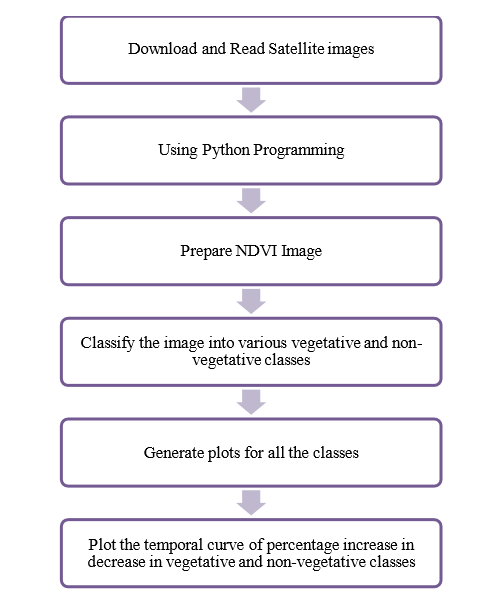 Download and Read Satellite images
Using Python Programming
Prepare NDVI Image
Classify the image into various vegetative and non-
vegetative classes
Generate plots for all the classes
Plot the temporal curve of percentage increase in
decrease in vegetative and non-vegetative classes